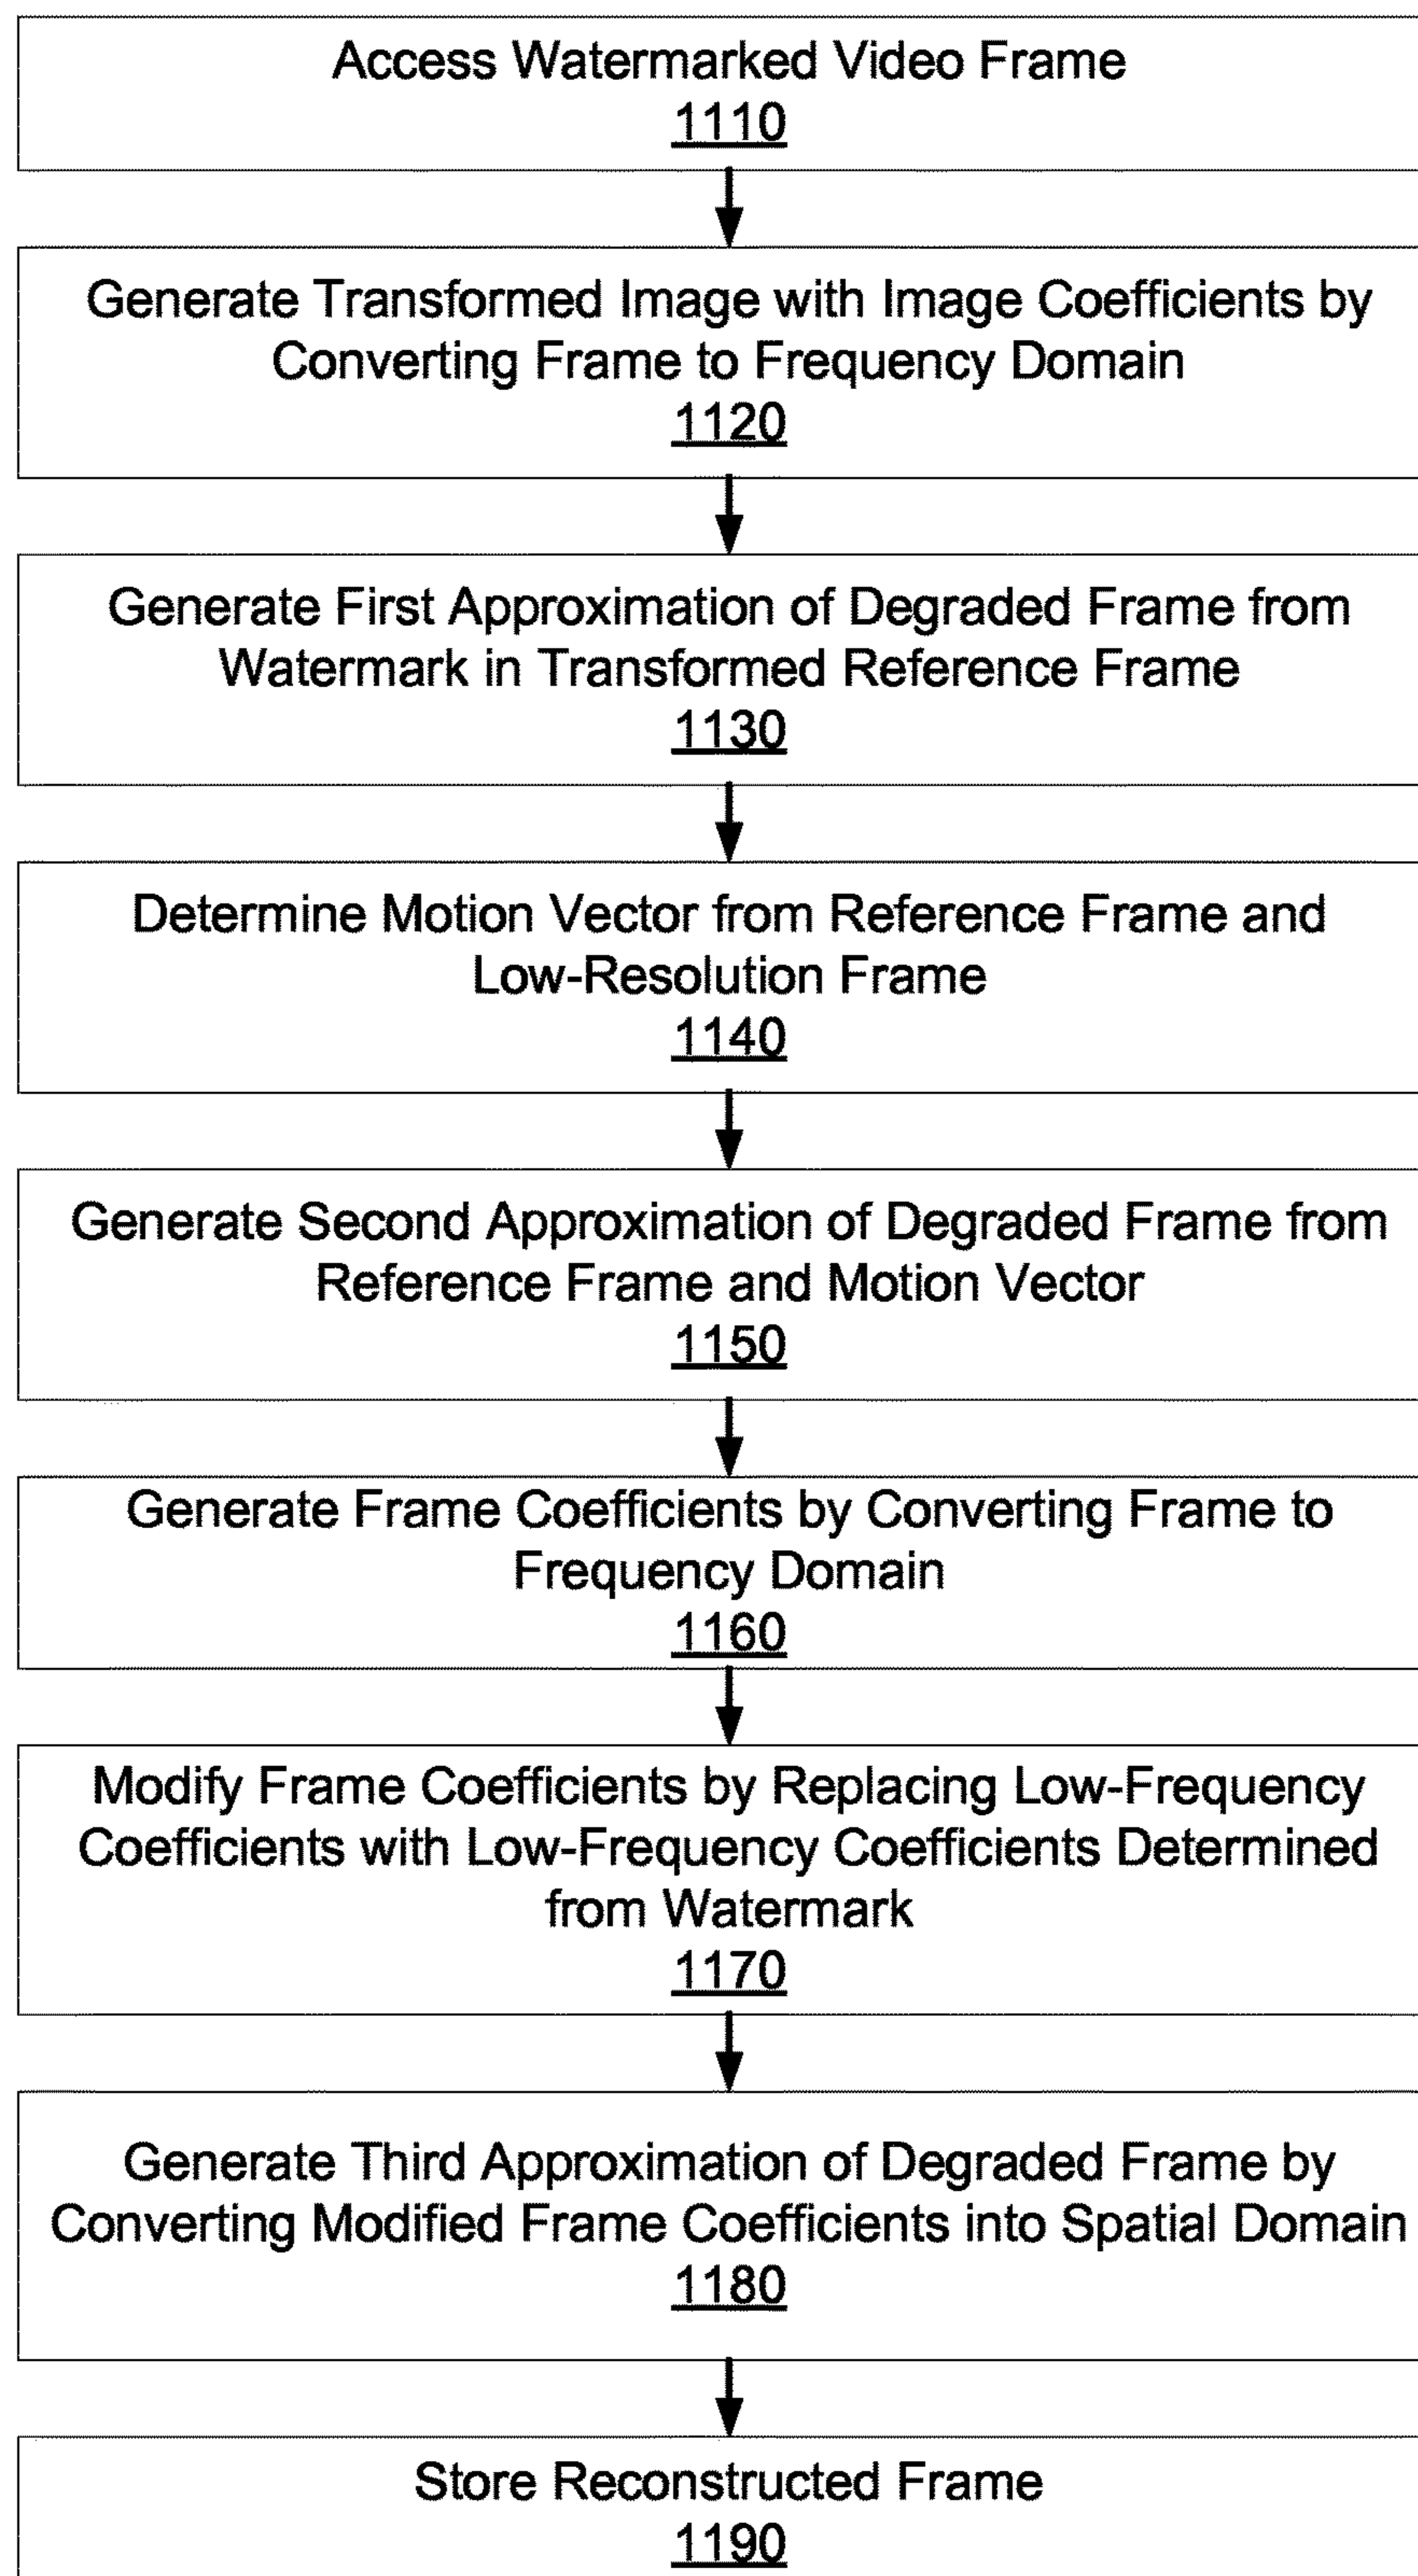 Access Watermarked Video Frame
1110
Generate Transformed Image with Image Coefficients by
Converting Frame to Frequency Domain
1120
Generate First Approximation of Degraded Frame from
Watermark in Transformed Reference Frame
1130
Determine Motion Vector from Reference Frame and
Low-Resolution Frame
1140
Generate Second Approximation of Degraded Frame from
Reference Frame and Motion Vector
1150
Generate Frame Coefficients by Converting Frame to
Frequency Domain
1160
Modify Frame Coefficients by Replacing Low-Frequency
Coefficients with Low-Frequency Coefficients Determined
from Watermark
1170
Generate Third Approximation of Degraded Frame by
Converting Modified Frame Coefficients into Spatial Domain
1180
Store Reconstructed Frame
1190